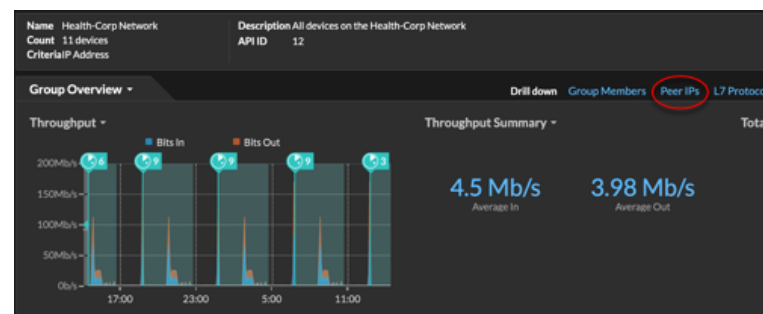 Name Health-Corp Network
Count 11 devices
CriteriaIP Address
Description All devices on the Health-Corp Network
API ID 12
Group Overview
Drill down Group Members Peer IPs L7 Protoco
Throughput
Bits In Bits Out
200Mb/s
150Mb/s
100Mb/s
50Mb/s
0b/s
6 9 9 9 3
17:00 23:00 5:00 11:00
Throughput Summary
4.5 Mb/s 3.98 Mb/s
Average In Average Out
Tota